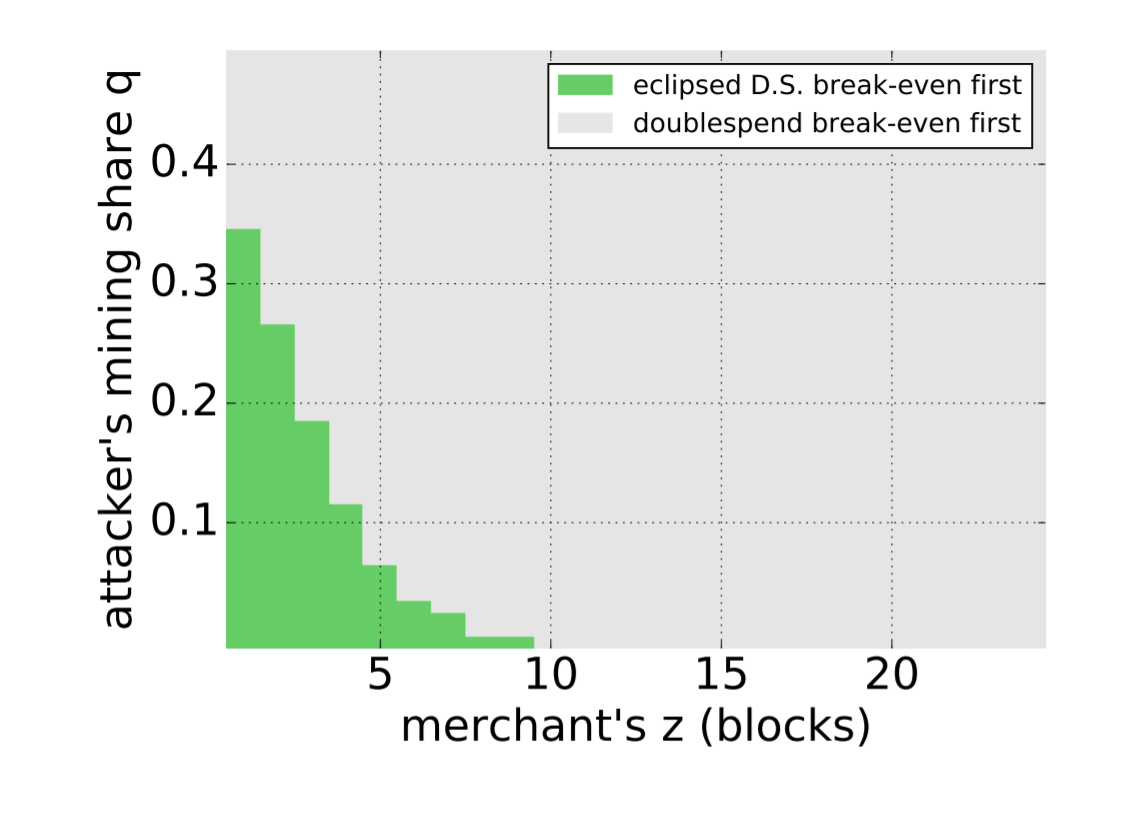 eclipsed D.S. break-even first
doublespend break-even first
attacker's mining share q
0.4
0.3
0.2
0.1
5 10 15 20
merchant's z (blocks)